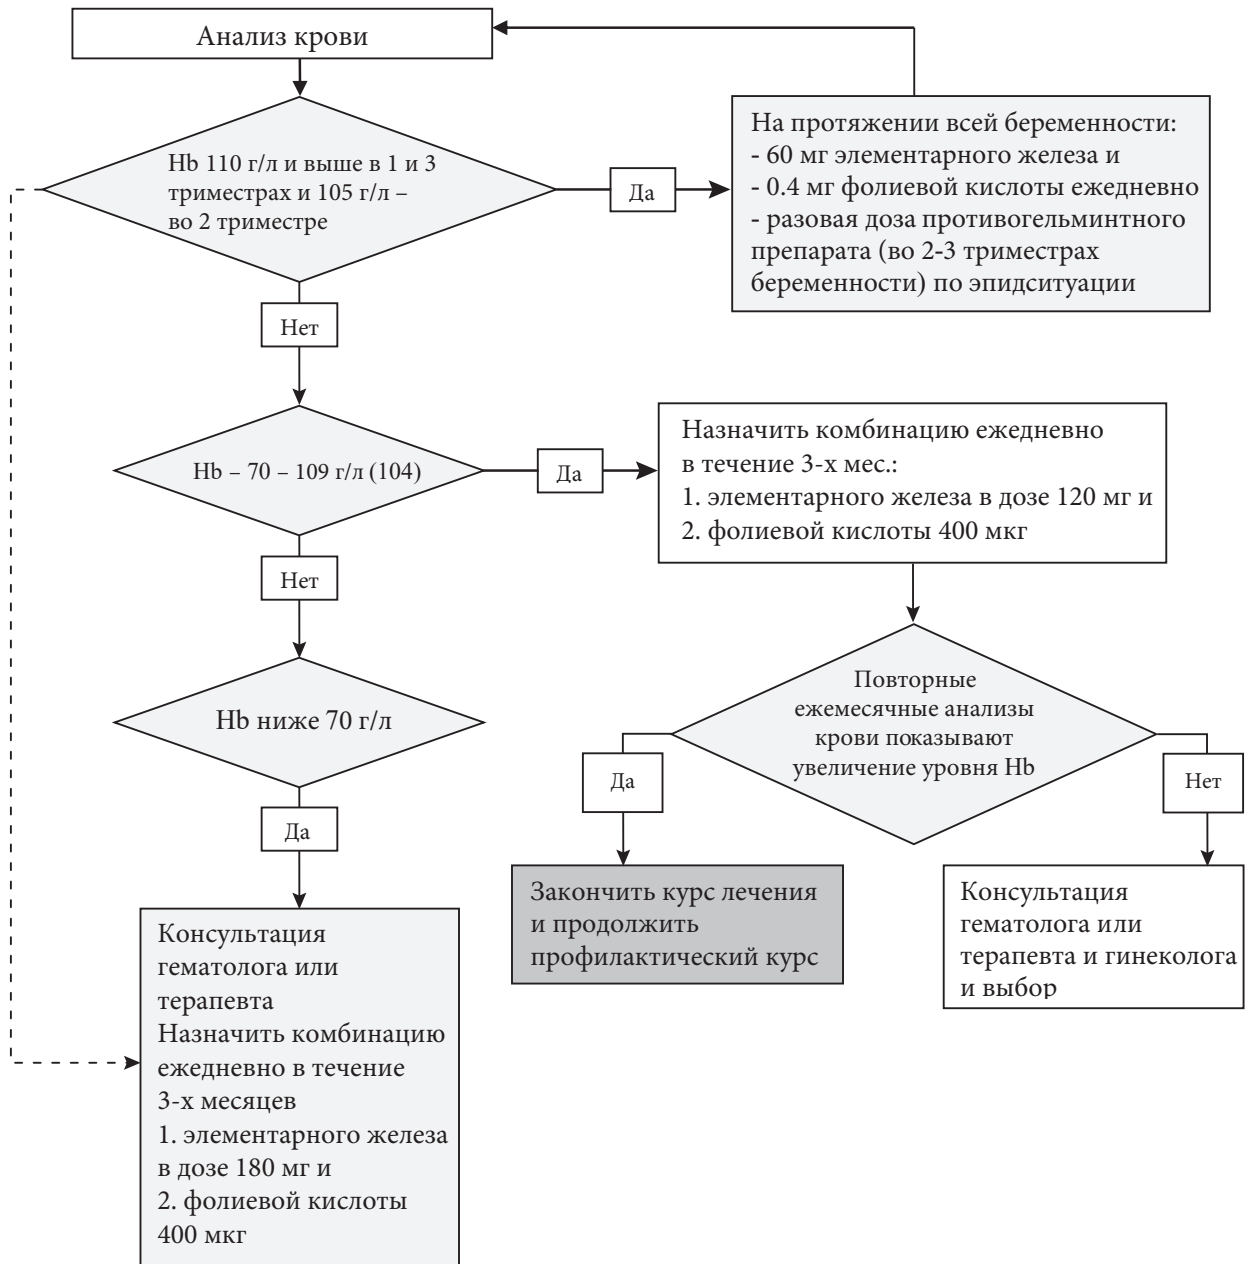 Анализ крови
Hb 110 г/л и выше в 1 и 3
триместрах и 105 г/л –
во 2 триместре
Да
На протяжении всей беременности:
- 60 мг элементарного железа и
- 0.4 мг фолиевой кислоты ежедневно
- разовая доза противогельминтного
препарата (во 2-3 триместрах
беременности) по эпидситуации
Нет
Hb – 70 – 109 г/л (104)
Да
Назначить комбинацию ежедневно
в течение 3-х мес.:
1. элементарного железа в дозе 120 мг и
2. фолиевой кислоты 400 мкг
Нет
Hb ниже 70 г/л
Повторные
ежемесячные анализы
крови показывают
увеличение уровня Hb
Да
Нет
Да
Закончить курс лечения
и продолжить
профилактический курс
Консультация
гематолога или
терапевта и гинеколога
и выбор
Консультация
гематолога или
терапевта
Назначить комбинацию
ежедневно в течение
3-х месяцев
1. элементарного железа
в дозе 180 мг и
2. фолиевой кислоты
400 мкг